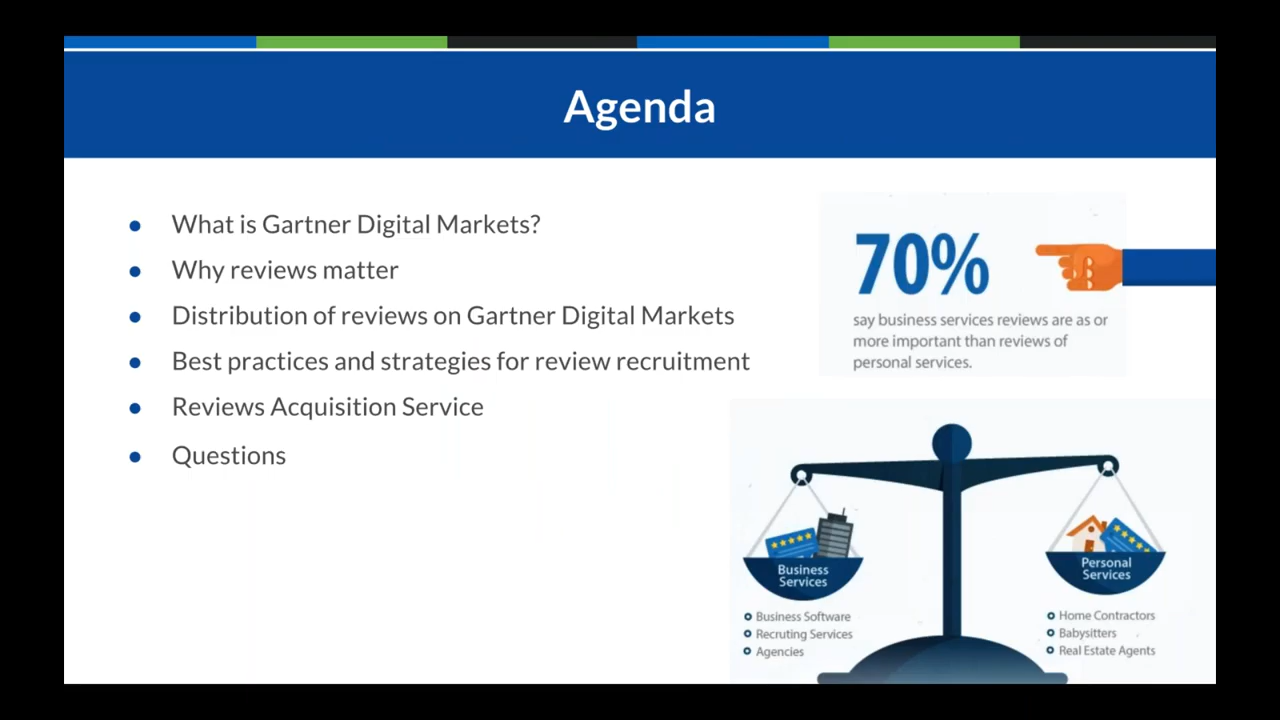 Agenda
What is Gartner Digital Markets?
Why reviews matter
Distribution of reviews on Gartner Digital Markets
Best practices and strategies for review recruitment
Reviews Acquisition Service
Questions
70%
say business services reviews are as or
more important than reviews of
personal services.
Business
Services
Business Software
Recruting Services
Agencies
Personal
Services
Home Contractors
Babysitters
Real Estate Agents